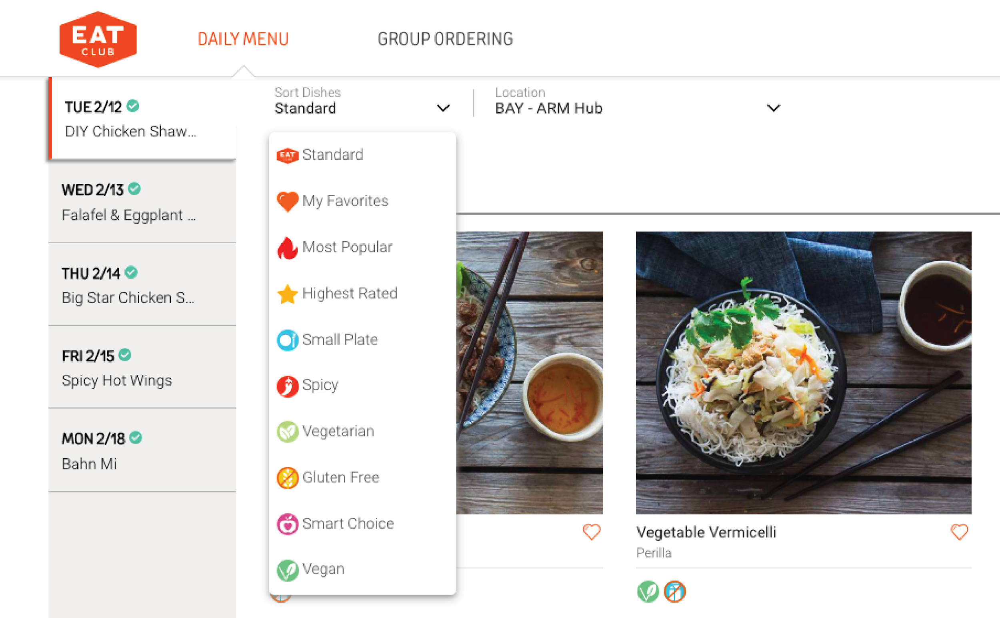 EAT
CLUB
DAILY MENU
GROUP ORDERING
TUE 2/12
DIY Chicken Shaw...
WED 2/13
Falafel & Eggplant ...
THU 2/14
Big Star Chicken S...
FRI 2/15
Spicy Hot Wings
MON 2/18
Bahn Mi
Sort Dishes
Standard
Location
BAY - ARM Hub
EAT
Standard
My Favorites
Most Popular
Highest Rated
Small Plate
Spicy
Vegetarian
Gluten Free
Smart Choice
Vegan
Vegetable Vermicelli
Perilla